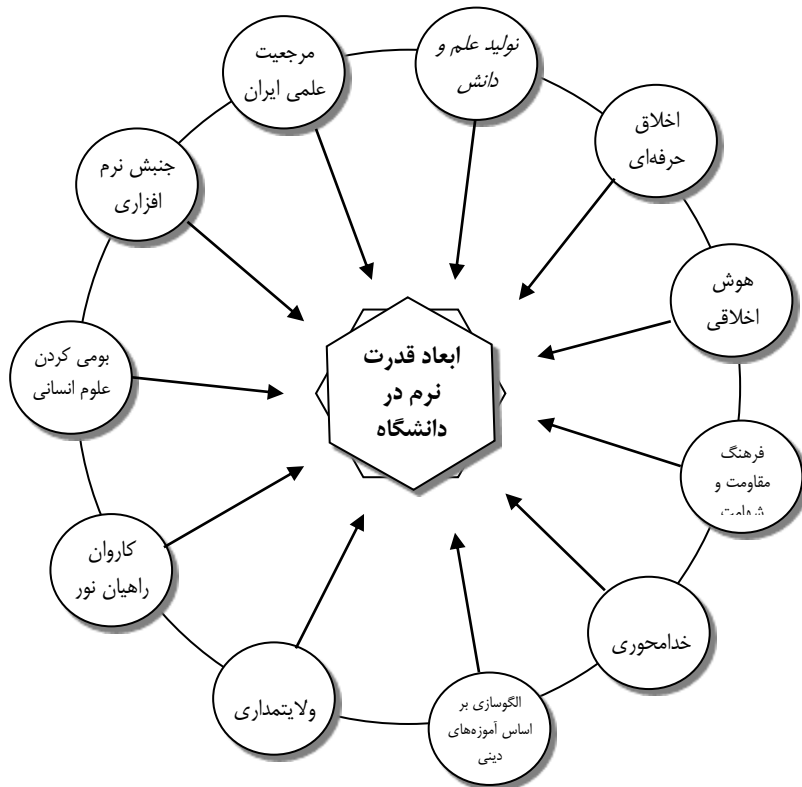 تولید علم و
دانش
اخلاق
حرفه‌ای
هوش
اخلاقی
فرهنگ
مقاومت و
خدامحوری
الگوسازی بر
اساس آموزه‌های
دینی
ولایتمداری
کاروان
راهیان نور
بومی کردن
علوم انسانی
جنبش نرم
افزاری
مرجعیت
علمی ایران
ابعاد قدرت
نرم در
دانشگاه